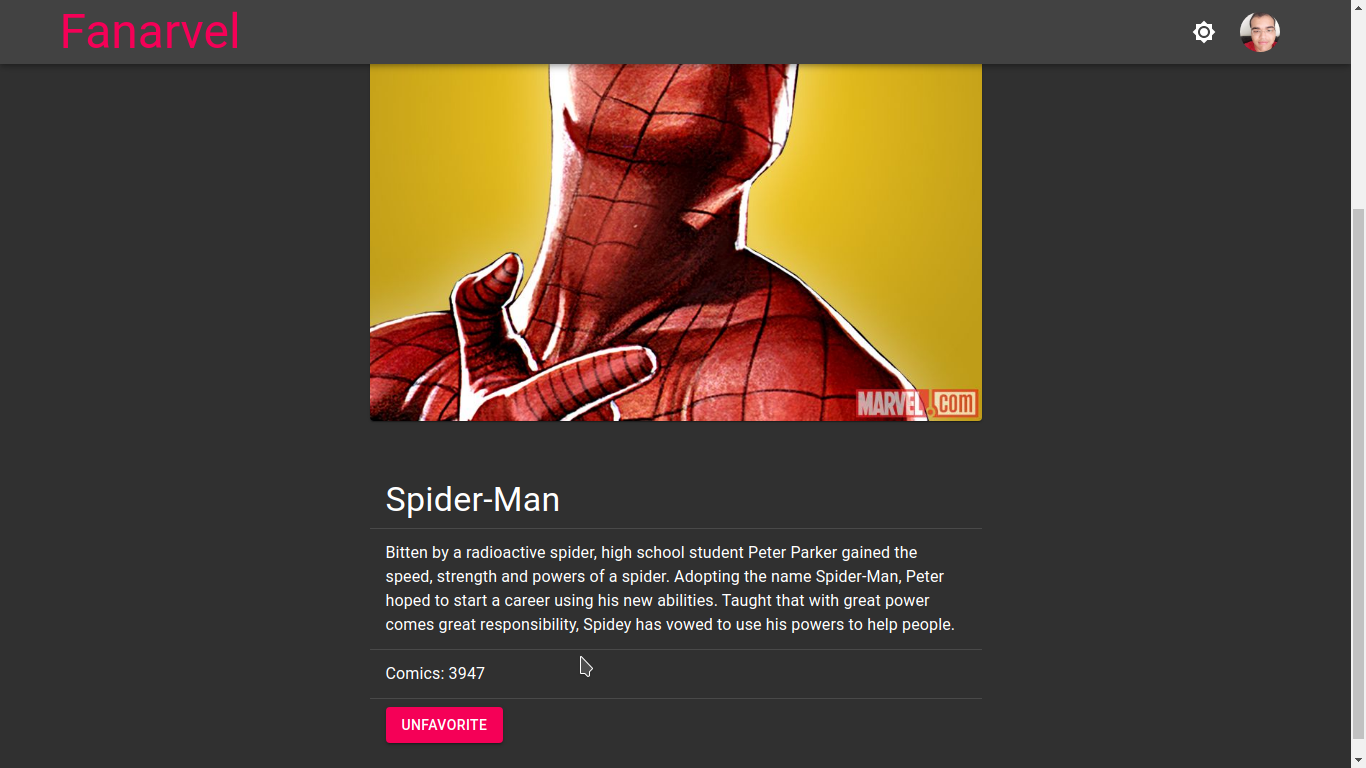 Fanarvel
MARVEL.com
Spider-Man
Bitten by a radioactive spider, high school student Peter Parker gained the
speed, strength and powers of a spider. Adopting the name Spider-Man, Peter
hoped to start a career using his new abilities. Taught that with great power
comes great responsibility, Spidey has vowed to use his powers to help people.
Comics: 3947
UNFAVORITE